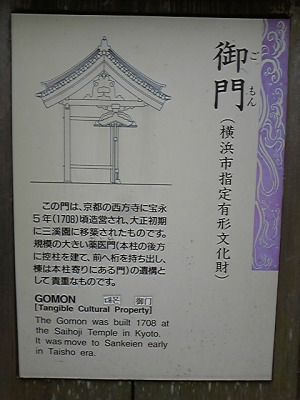 御門
ごもん
（横浜市指定有形文化財）
この門は、京都の西方寺に宝永
５年（1708）頃造営され、大正初期
に三溪園に移築されたものです。
規模の大きい薬医門（本柱の後方
に控柱を建て、前へ桁を持ち出し、
棟は本柱寄りにある門）の遺構と
して貴重なものです。
GOMON 대문 御门
[Tangible Cultural Property]
The Gomon was built 1708 at
the Saihoji Temple in Kyoto.
It was move to Sankeien early
in Taisho era.